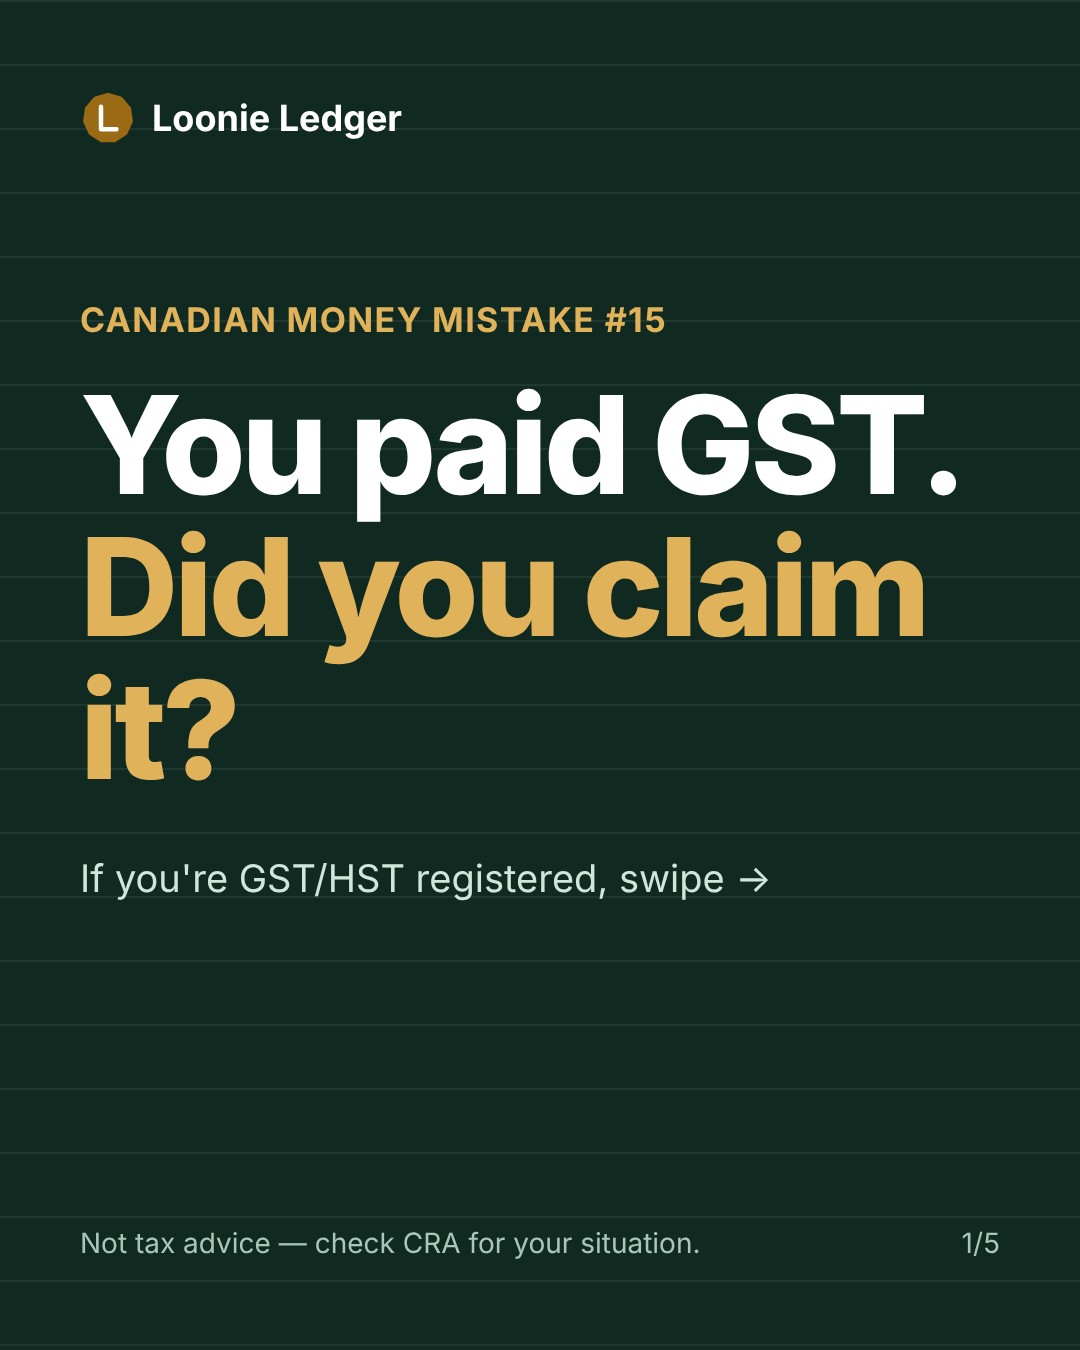 L Loonie Ledger
CANADIAN MONEY MISTAKE #15
You paid GST.
Did you claim
it?
If you're GST/HST registered, swipe →
Not tax advice — check CRA for your situation. 1/5